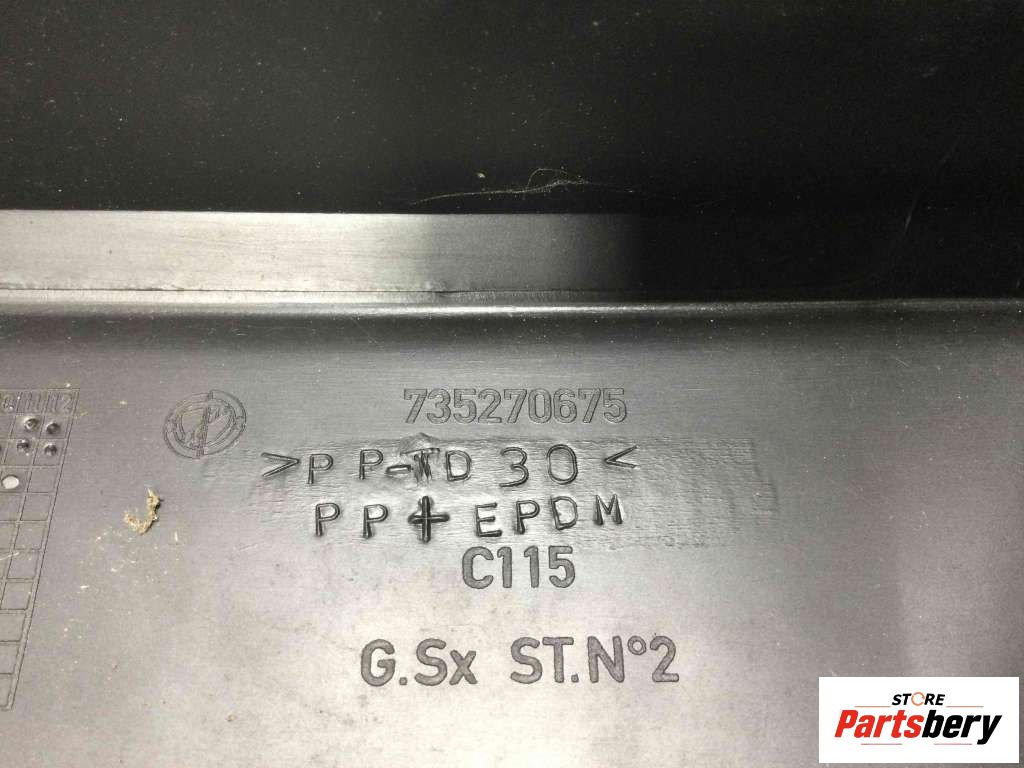 735270675
>PP-TD30<
PP+EPDM
C115
G.Sx ST.N°2
STORE
Partsbery